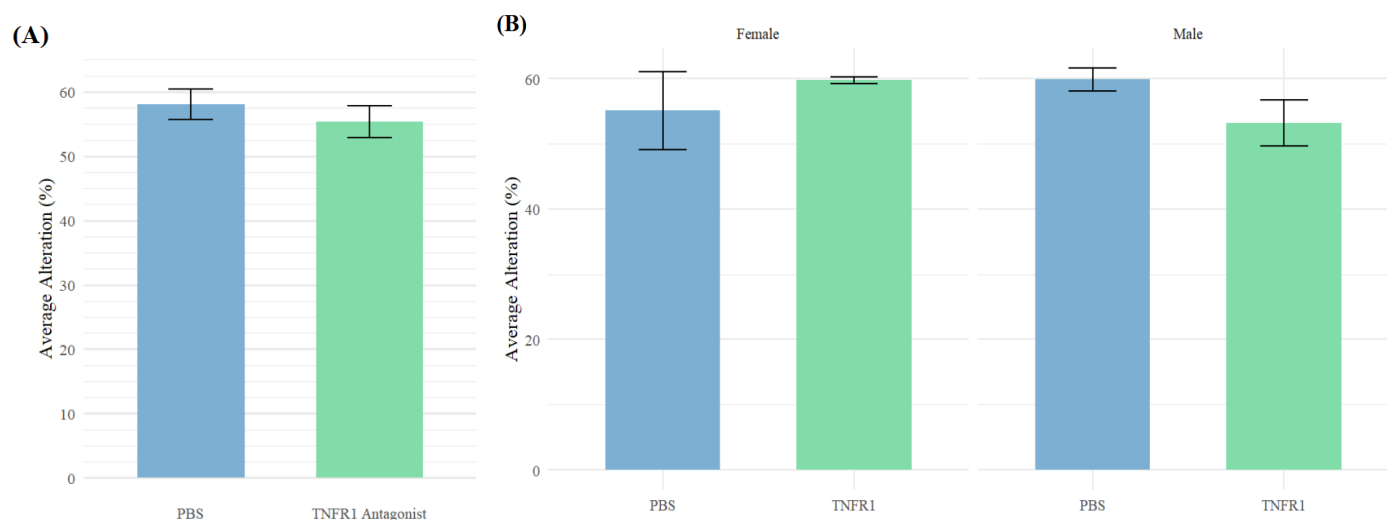 (A)
Average Alteration (%)
60
50
40
30
20
10
0
PBS TNFR1 Antagonist
(B)
Female Male
Average Alteration (%)
60
40
20
0
PBS TNFR1 PBS TNFR1